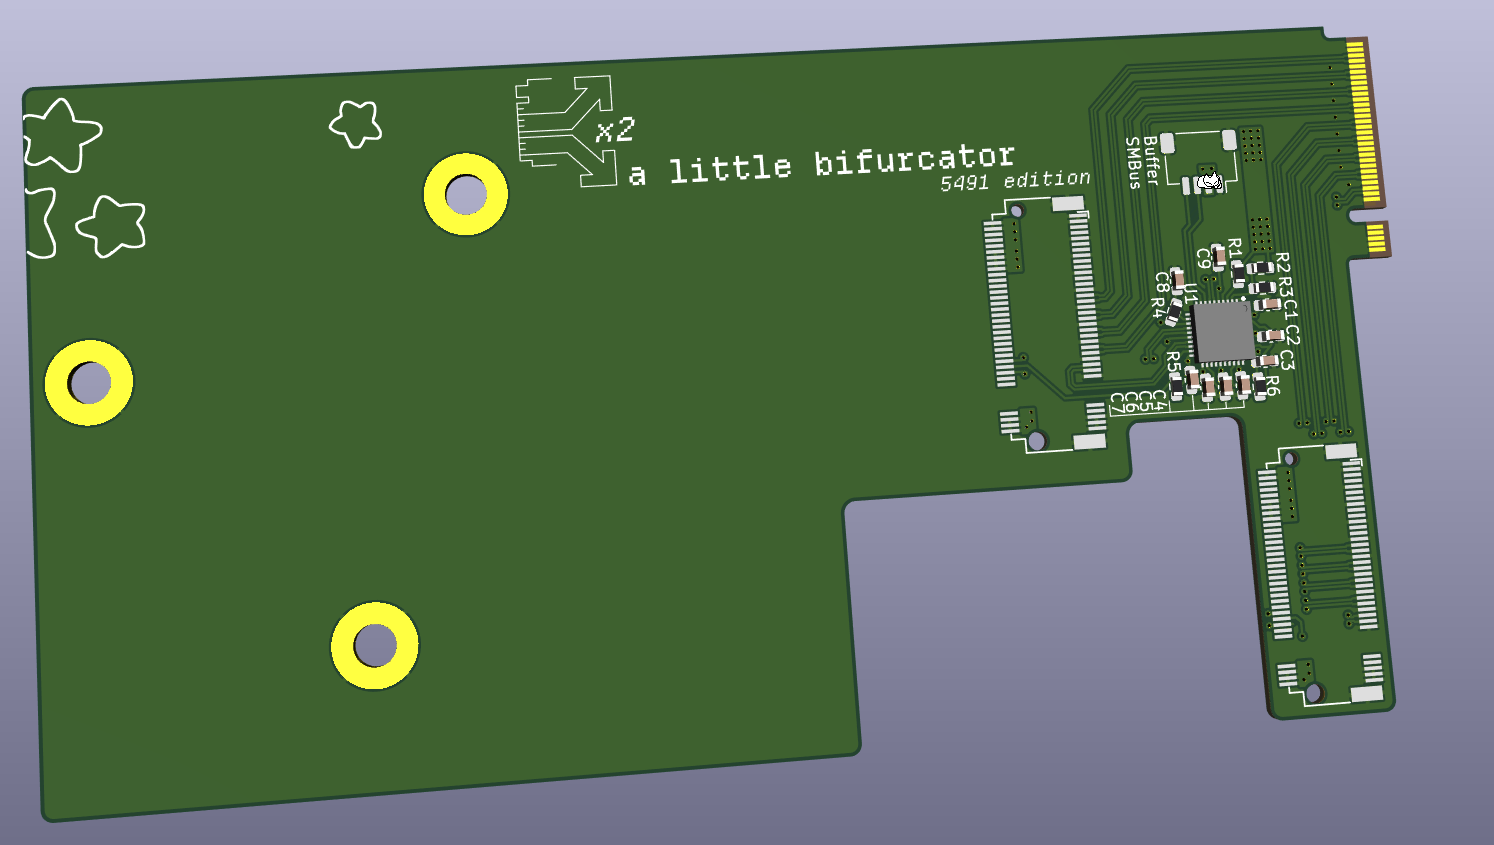 x2
a little bifurcator
5491 edition
Buffer
SMBus
C9
R1
R2
R3
C1
C8
R4
U1
C2
C3
R5
R6
C7
C6
C5
C4